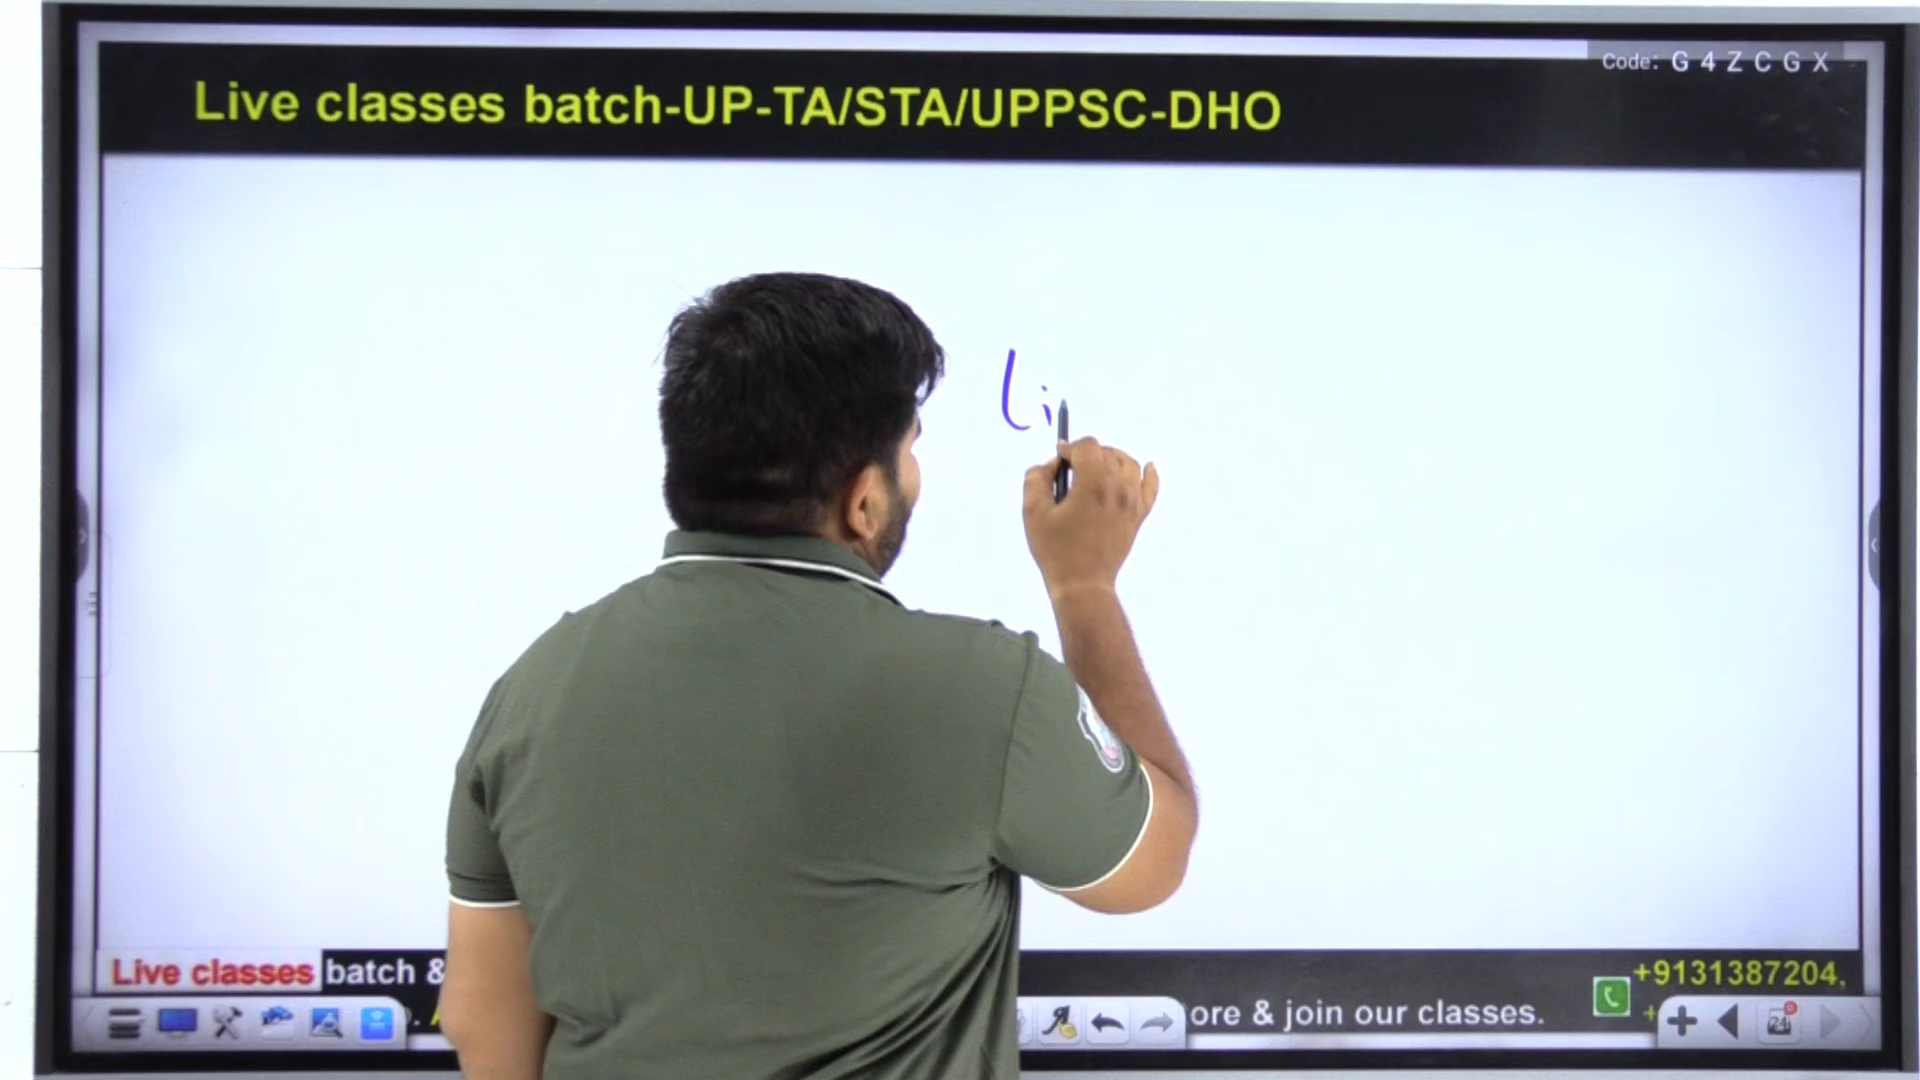 Code: G 4 Z C G X
Live classes batch-UP-TA/STA/UPPSC-DHO
Li
Live classes batch &
+9131387204,
ore & join our classes.
24